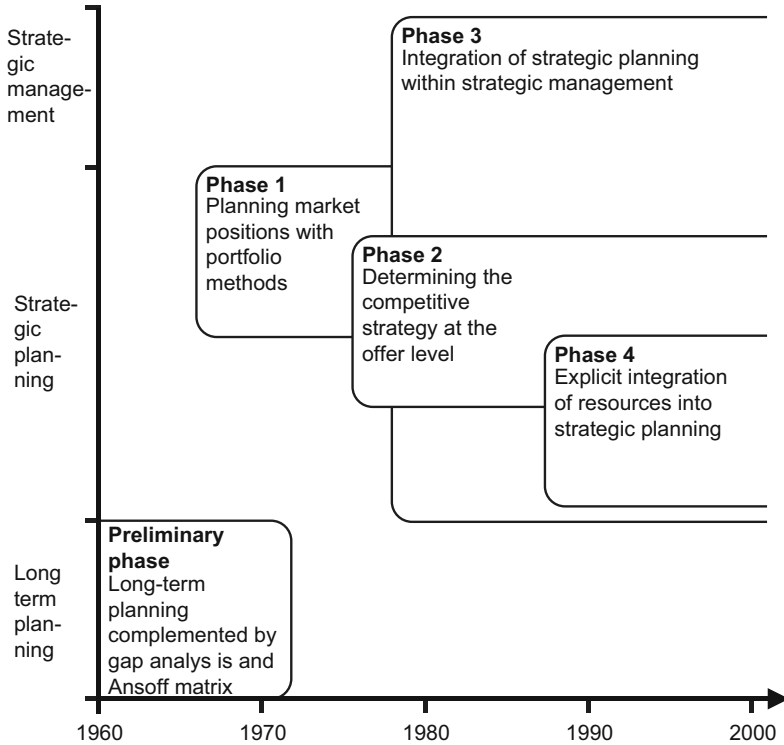 Strate-
gic
manage-
ment
Phase 3
Integration of strategic planning
within strategic management
Phase 1
Planning market
positions with
portfolio
methods
Phase 2
Determining the
competitive
strategy at the
offer level
Strate-
gic
plan-
ning
Phase 4
Explicit integration
of resources into
strategic planning
Preliminary
phase
Long-term
planning
complemented by
gap analys is and
Ansoff matrix
Long
term
plan-
ning
1960 1970 1980 1990 2000